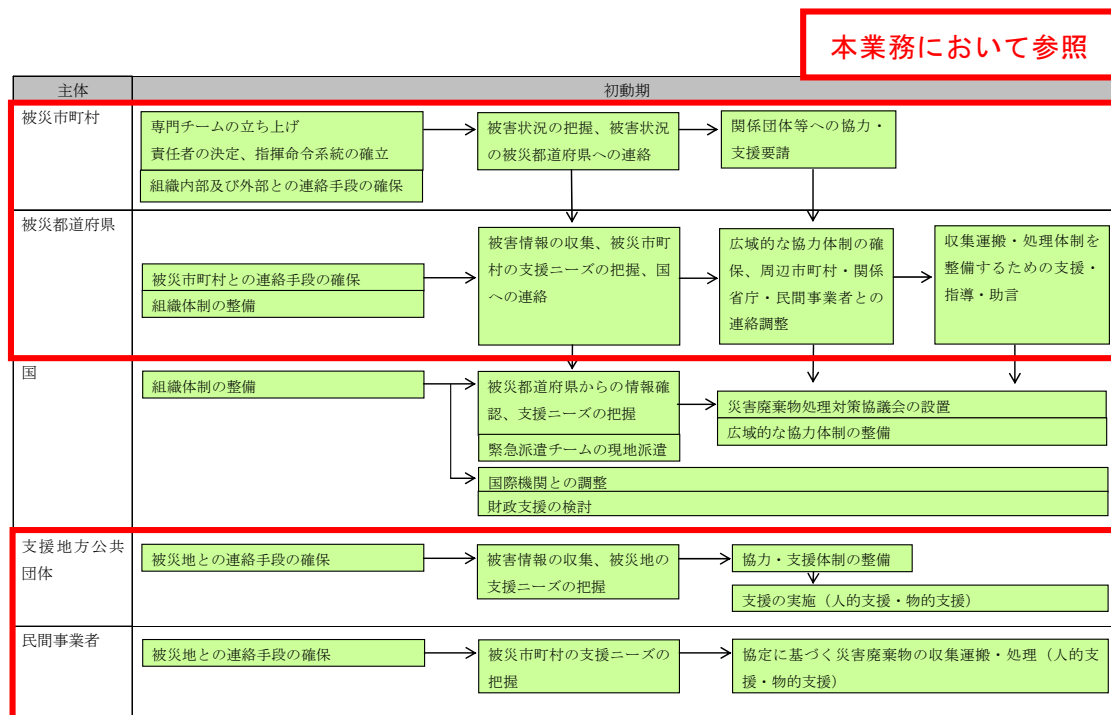 本業務において参照
主体
初動期
被災市町村
専門チームの立ち上げ
責任者の決定、指揮命令系統の確立
組織内部及び外部との連絡手段の確保
被害状況の把握、被害状況
の被災都道府県への連絡
関係団体等への協力・
支援要請
被災都道府県
被災市町村との連絡手段の確保
組織体制の整備
被害情報の収集、被災市町
村の支援ニーズの把握、国
への連絡
広域的な協力体制の確
保、周辺市町村・関係
省庁・民間事業者との
連絡調整
収集運搬・処理体制を
整備するための支援・
指導・助言
国
組織体制の整備
被災都道府県からの情報確
認、支援ニーズの把握
緊急派遣チームの現地派遣
災害廃棄物処理対策協議会の設置
広域的な協力体制の整備
国際機関との調整
財政支援の検討
支援地方公共
団体
被災地との連絡手段の確保
被害情報の収集、被災地の
支援ニーズの把握
協力・支援体制の整備
支援の実施（人的支援・物的支援）
民間事業者
被災地との連絡手段の確保
被災市町村の支援ニーズの
把握
協定に基づく災害廃棄物の収集運搬・処理（人的支
援・物的支援）